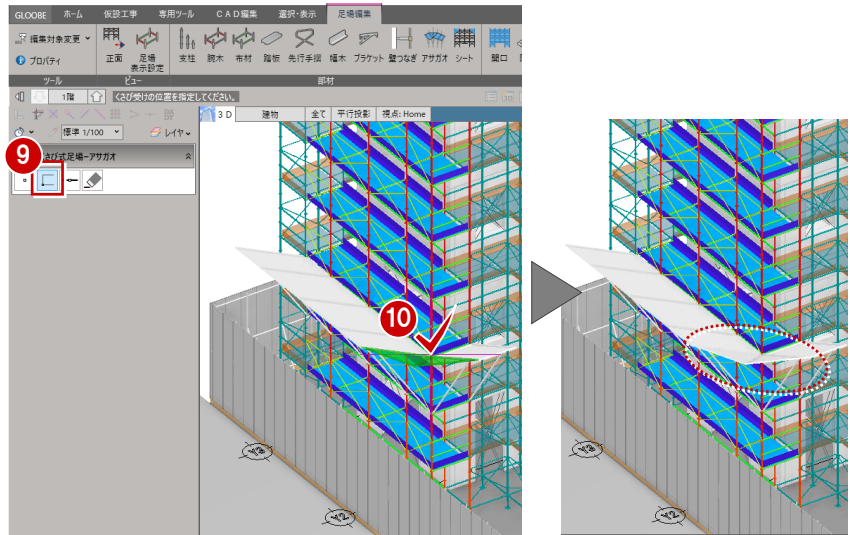 GLOOBE ホーム 仮設工事 専用ツール CAD編集 選択・表示 足場編集
編集対象変更
プロパティ
正面 足場
表示設定
支柱 腕木 布材 踏板 先行手摺 幅木 ブラケット 壁つなぎ アサガオ シート 開口
ツール ビュー 部材
1階 くさび受けの位置を指定してください。
3D 建物 全て 平行投影 視点: Home
標準 1/100 レイヤ
9 さび式足場-アサガオ
10
Y3
Y2
Y3
Y2